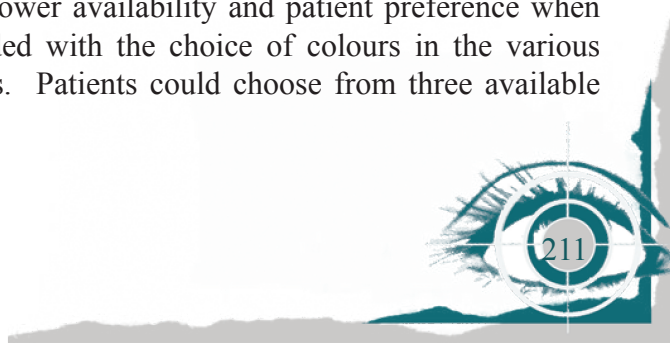 ower availability and patient preference when
ed with the choice of colours in the various
s. Patients could choose from three available
211